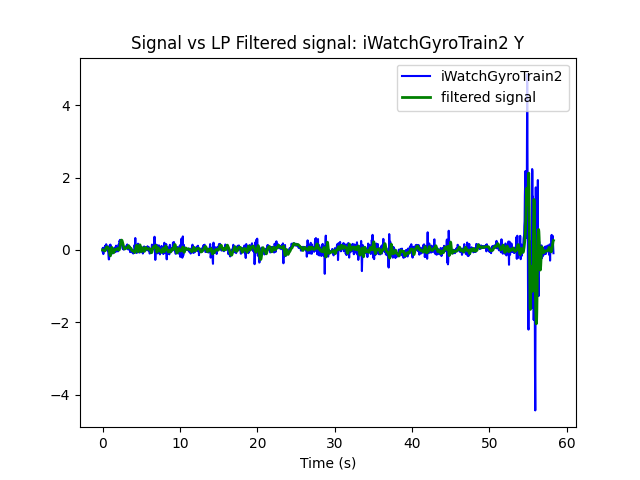 Signal vs LP Filtered signal: iWatchGyroTrain2 Y
iWatchGyroTrain2
filtered signal
4
2
0
−2
−4
0 10 20 30 40 50 60
Time (s)